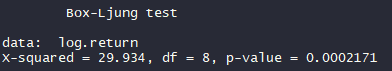 Box-Ljung test
data:  log.return
X-squared = 29.934, df = 8, p-value = 0.0002171